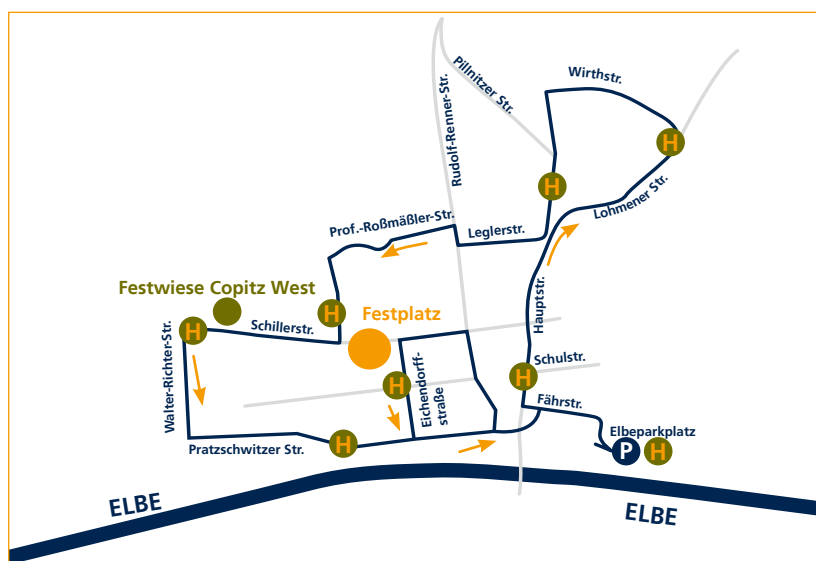 Wirthstr.
Pillnitzer Str.
Rudolf-Renner-Str.
H
H
Lohmener Str.
Prof.-Roßmäßler-Str.
Leglerstr.
Festwiese Copitz West
H
Festplatz
Hauptstr.
H
Schillerstr.
Walter-Richter-Str.
Schulstr.
H
H
Eichendorff-
straße
Fährstr.
Elbeparkplatz
P
H
H
Pratzschwitzer Str.
ELBE
ELBE